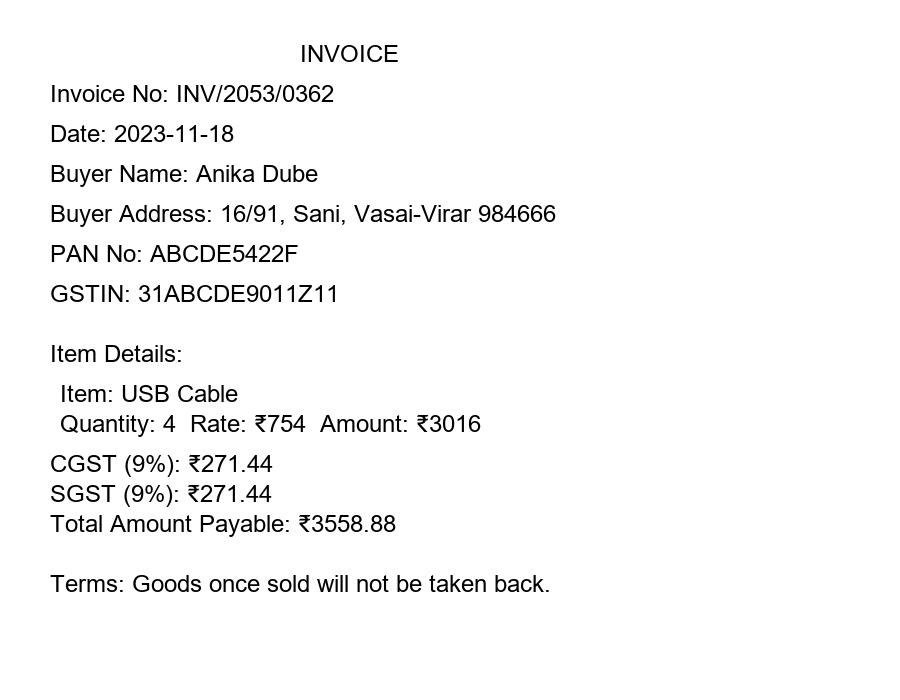 INVOICE
Invoice No: INV/2053/0362
Date: 2023-11-18
Buyer Name: Anika Dube
Buyer Address: 16/91, Sani, Vasai-Virar 984666
PAN No: ABCDE5422F
GSTIN: 31ABCDE9011Z11
Item Details:
Item: USB Cable
Quantity: 4  Rate: ₹754  Amount: ₹3016
CGST (9%): ₹271.44
SGST (9%): ₹271.44
Total Amount Payable: ₹3558.88
Terms: Goods once sold will not be taken back.